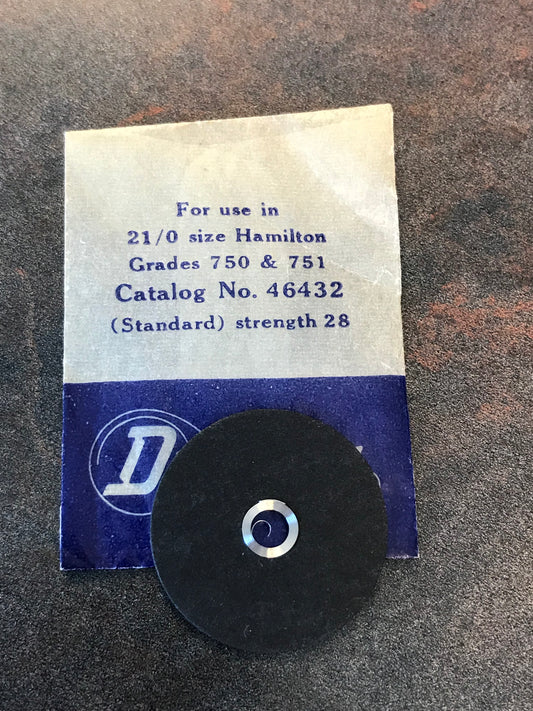 For use in
21/0 size Hamilton
Grades 750 & 751
Catalog No. 46432
(Standard) strength 28
D